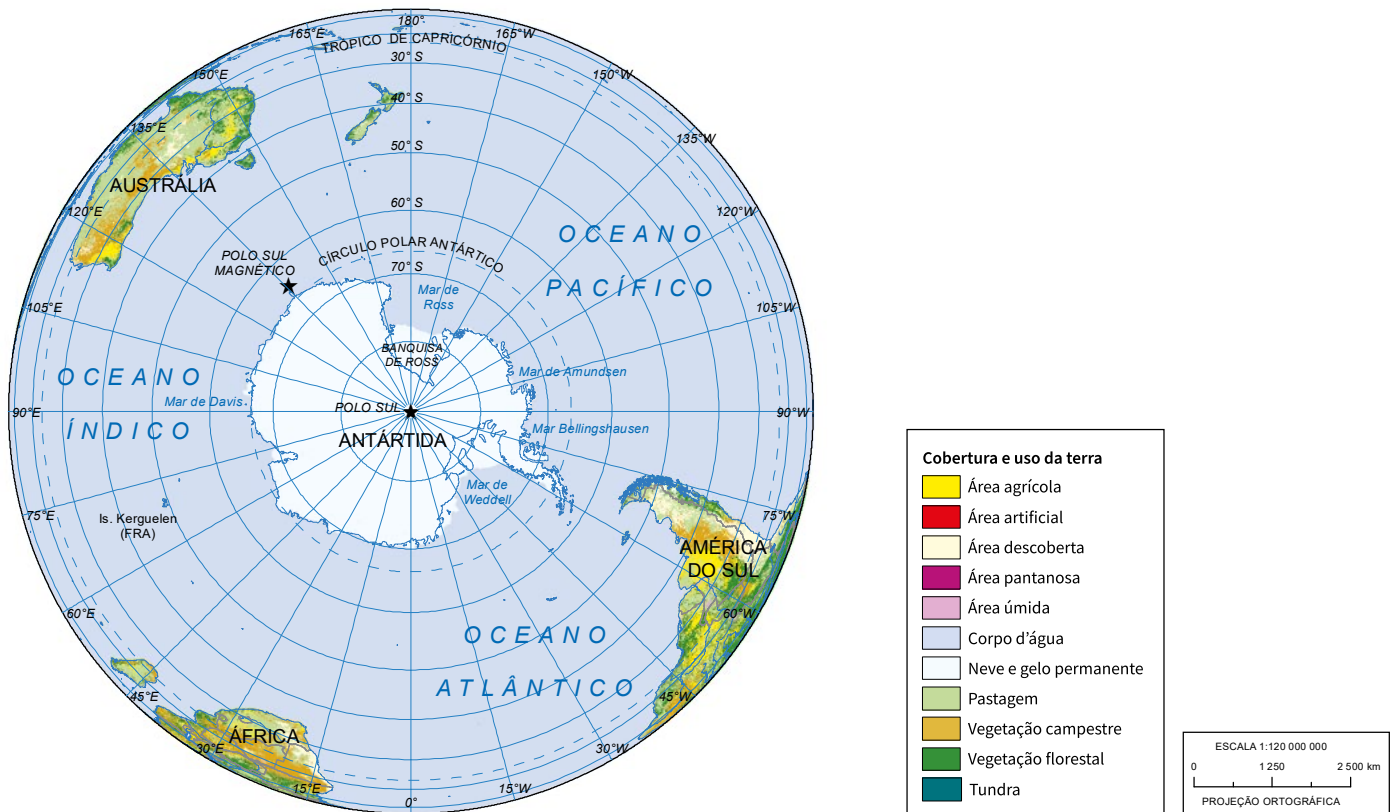 180°
165°E
165°W
TRÓPICO DE CAPRICÓRNIO
30° S
150°E
150°W
40° S
135°E
135°W
50° S
AUSTRÁLIA
120°E
120°W
60° S
OCEANO
PACÍFICO
CÍRCULO POLAR ANTÁRTICO
POLO SUL
MAGNÉTICO
70° S
Mar de
Ross
105°E
105°W
BANQUISA
DE ROSS
Mar de Amundsen
OCEANO
ÍNDICO
Mar de Davis
90°E
POLO SUL
90°W
ANTÁRTIDA
Mar Bellingshausen
Mar de
Weddell
75°E
75°W
Is. Kerguelen
(FRA)
AMÉRICA
DO SUL
60°E
60°W
OCEANO
ATLÂNTICO
45°E
45°W
ÁFRICA
30°E
30°W
15°E
15°W
0°
Cobertura e uso da terra
Área agrícola
Área artificial
Área descoberta
Área pantanosa
Área úmida
Corpo d’água
Neve e gelo permanente
Pastagem
Vegetação campestre
Vegetação florestal
Tundra
ESCALA 1:120 000 000
0 1 250 2 500 km
PROJEÇÃO ORTOGRÁFICA